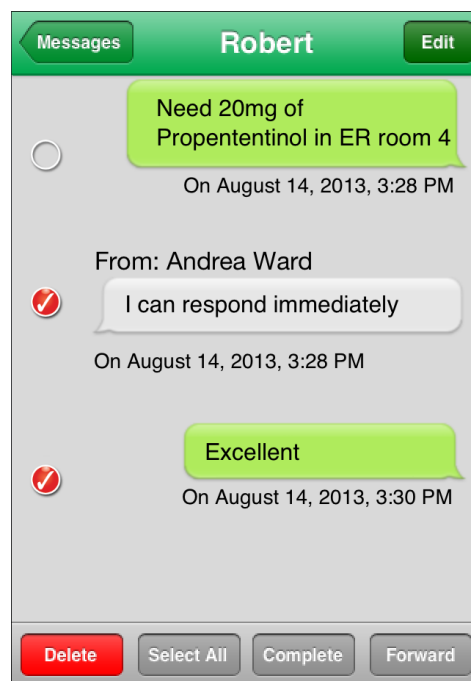 Messages
Robert
Edit
Need 20mg of
Propententinol in ER room 4
On August 14, 2013, 3:28 PM
From: Andrea Ward
I can respond immediately
On August 14, 2013, 3:28 PM
Excellent
On August 14, 2013, 3:30 PM
Delete
Select All
Complete
Forward